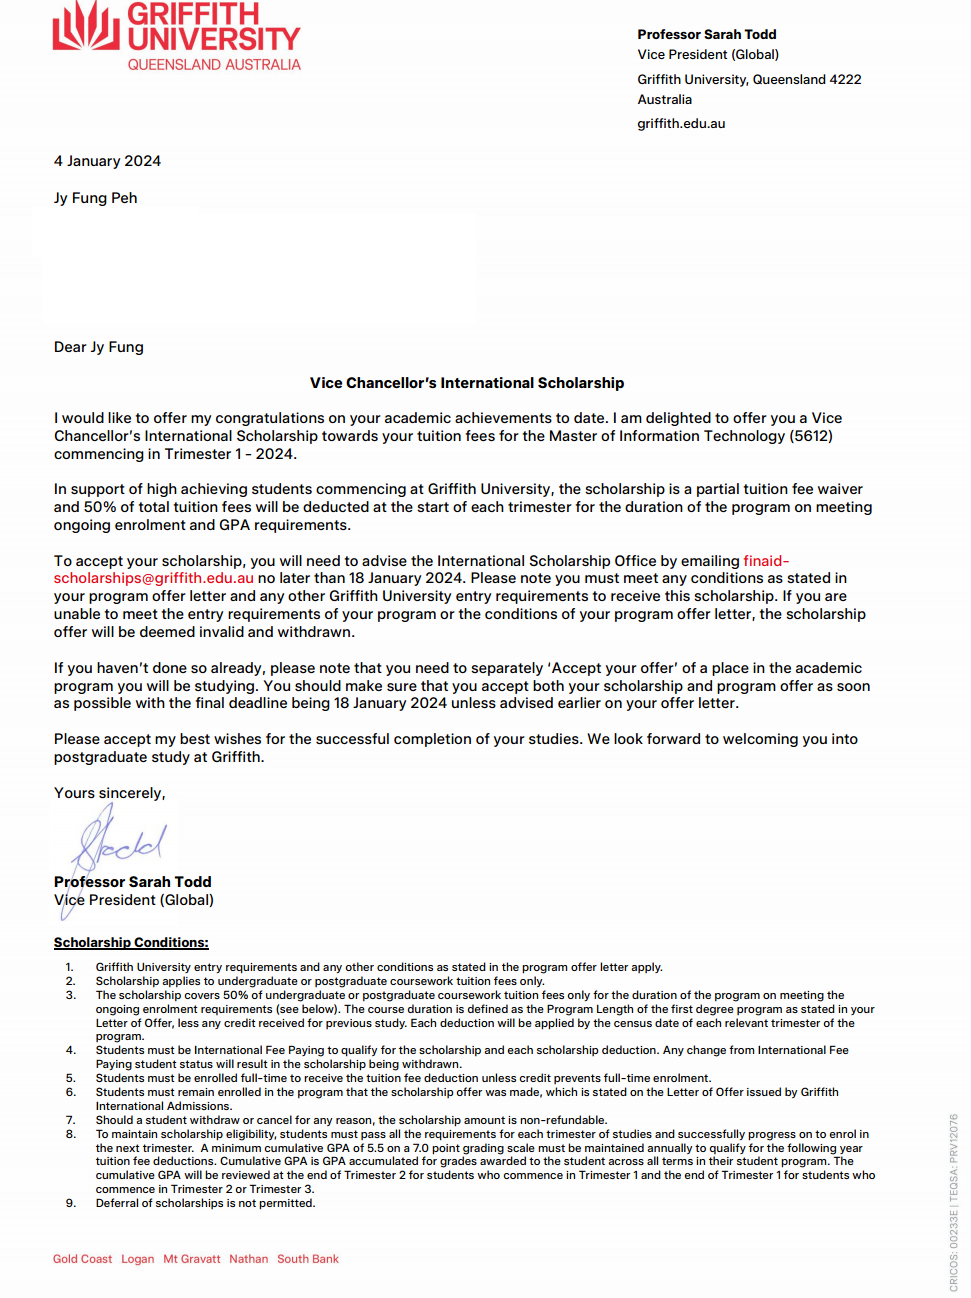 GRIFFITH
UNIVERSITY
QUEENSLAND AUSTRALIA
Professor Sarah Todd
Vice President (Global)
Griffith University, Queensland 4222
Australia
griffith.edu.au
4 January 2024
Jy Fung Peh
Dear Jy Fung
Vice Chancellor's International Scholarship
I would like to offer my congratulations on your academic achievements to date. I am delighted to offer you a Vice
Chancellor's International Scholarship towards your tuition fees for the Master of Information Technology (5612)
commencing in Trimester 1 - 2024.
In support of high achieving students commencing at Griffith University, the scholarship is a partial tuition fee waiver
and 50% of total tuition fees will be deducted at the start of each trimester for the duration of the program on meeting
ongoing enrolment and GPA requirements.
To accept your scholarship, you will need to advise the International Scholarship Office by emailing finaid-
scholarships@griffith.edu.au no later than 18 January 2024. Please note you must meet any conditions as stated in
your program offer letter and any other Griffith University entry requirements to receive this scholarship. If you are
unable to meet the entry requirements of your program or the conditions of your program offer letter, the scholarship
offer will be deemed invalid and withdrawn.
If you haven't done so already, please note that you need to separately 'Accept your offer' of a place in the academic
program you will be studying. You should make sure that you accept both your scholarship and program offer as soon
as possible with the final deadline being 18 January 2024 unless advised earlier on your offer letter.
Please accept my best wishes for the successful completion of your studies. We look forward to welcoming you into
postgraduate study at Griffith.
Yours sincerely,
STodd
Professor Sarah Todd
Vice President (Global)
Scholarship Conditions:
1. Griffith University entry requirements and any other conditions as stated in the program offer letter apply.
2. Scholarship applies to undergraduate or postgraduate coursework tuition fees only.
3. The scholarship covers 50% of undergraduate or postgraduate coursework tuition fees only for the duration of the program on meeting the
ongoing enrolment requirements (see below). The course duration is defined as the Program Length of the first degree program as stated in your
Letter of Offer, less any credit received for previous study. Each deduction will be applied by the census date of each relevant trimester of the
program.
4. Students must be International Fee Paying to qualify for the scholarship and each scholarship deduction. Any change from International Fee
Paying student status will result in the scholarship being withdrawn.
5. Students must be enrolled full-time to receive the tuition fee deduction unless credit prevents full-time enrolment.
6. Students must remain enrolled in the program that the scholarship offer was made, which is stated on the Letter of Offer issued by Griffith
International Admissions.
7. Should a student withdraw or cancel for any reason, the scholarship amount is non-refundable.
8. To maintain scholarship eligibility, students must pass all the requirements for each trimester of studies and successfully progress on to enrol in
the next trimester. A minimum cumulative GPA of 5.5 on a 7.0 point grading scale must be maintained annually to qualify for the following year
tuition fee deductions. Cumulative GPA is GPA accumulated for grades awarded to the student across all terms in their student program. The
cumulative GPA will be reviewed at the end of Trimester 2 for students who commence in Trimester 1 and the end of Trimester 1 for students who
commence in Trimester 2 or Trimester 3.
9. Deferral of scholarships is not permitted.
Gold Coast Logan Mt Gravatt Nathan South Bank
CRICOS: 00233E | TEQSA: PRV12076